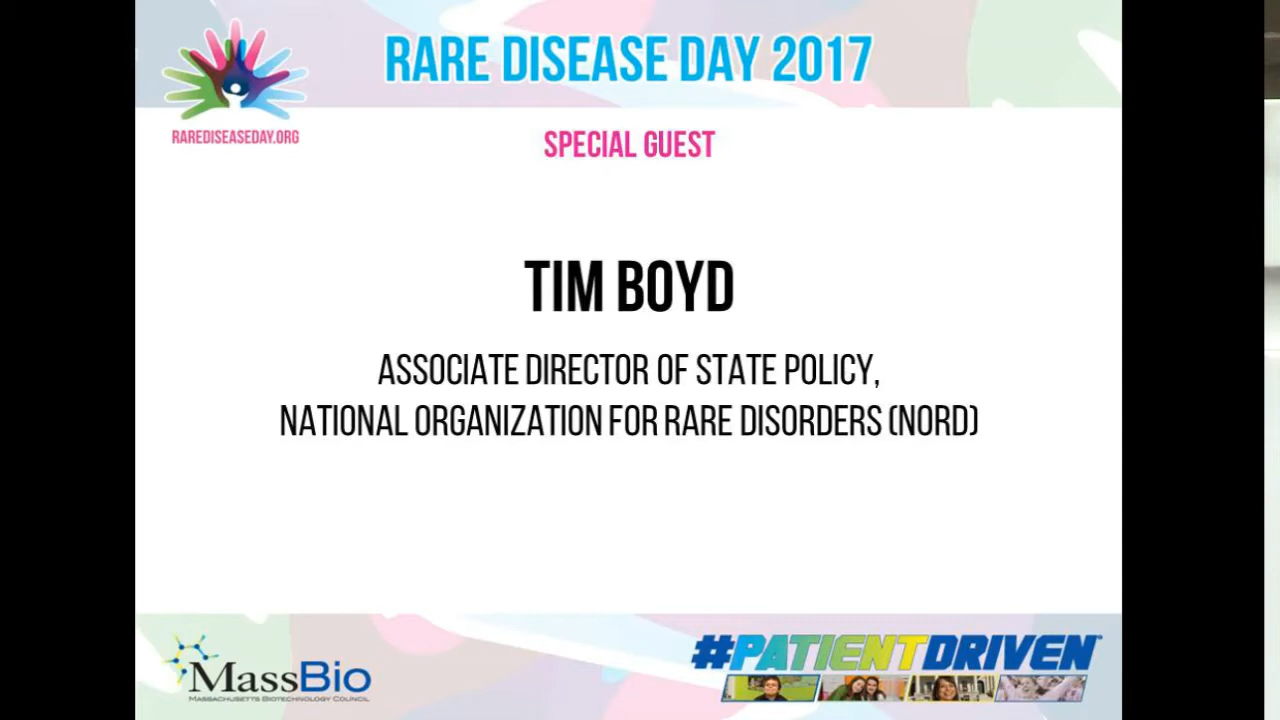 RARE DISEASE DAY 2017
RAREDISEASEDAY.ORG
SPECIAL GUEST
TIM BOYD
ASSOCIATE DIRECTOR OF STATE POLICY,
NATIONAL ORGANIZATION FOR RARE DISORDERS (NORD)
MassBio
MASSACHUSETTS BIOTECHNOLOGY COUNCIL
#PATIENTDRIVEN